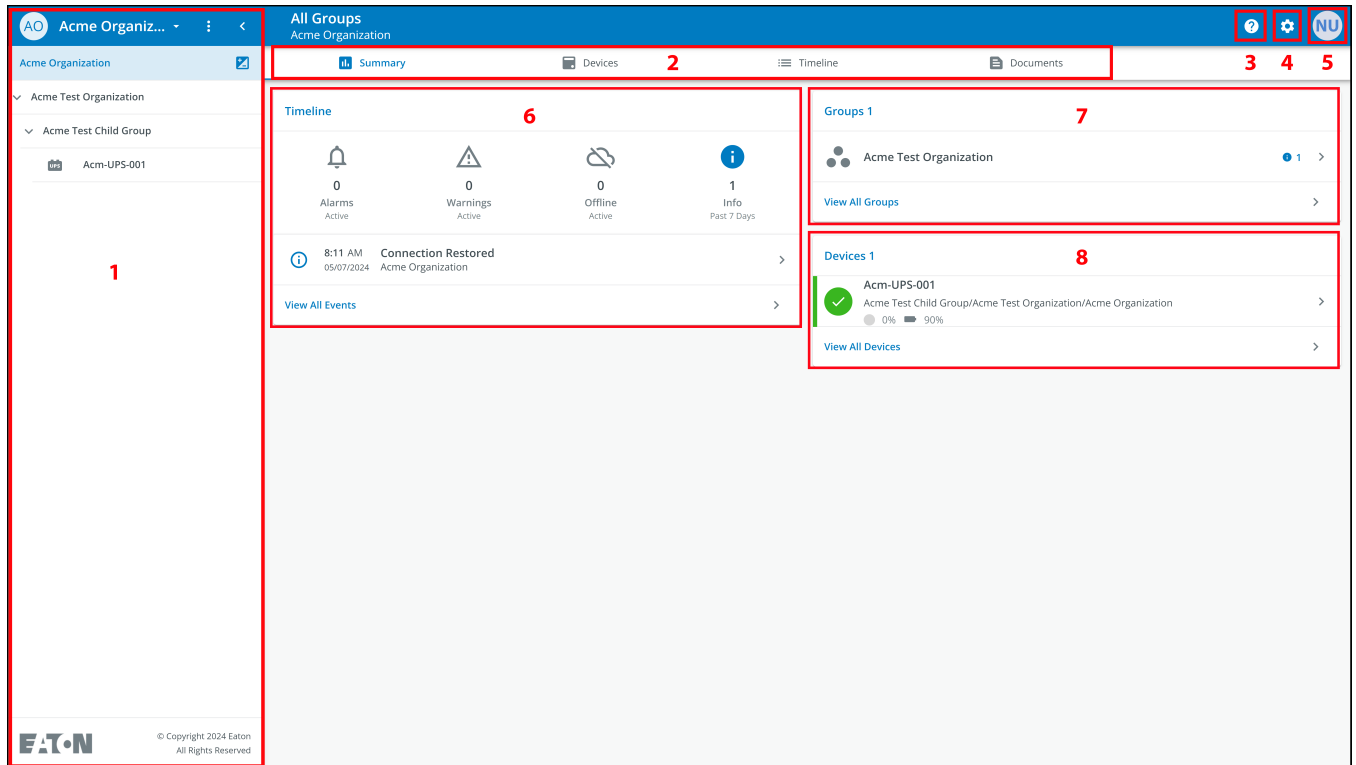 AO
Acme Organiz...
All Groups
Acme Organization
NU
Acme Organization
Summary
Devices
2
Timeline
Documents
3
4
5
Acme Test Organization
Acme Test Child Group
UPS
Acm-UPS-001
1
Timeline
6
0
Alarms
Active
0
Warnings
Active
0
Offline
Active
1
Info
Past 7 Days
8:11 AM
05/07/2024
Connection Restored
Acme Organization
View All Events
Groups 1
7
Acme Test Organization
1
View All Groups
Devices 1
8
Acm-UPS-001
Acme Test Child Group/Acme Test Organization/Acme Organization
0% 90%
View All Devices
EATON
© Copyright 2024 Eaton
All Rights Reserved